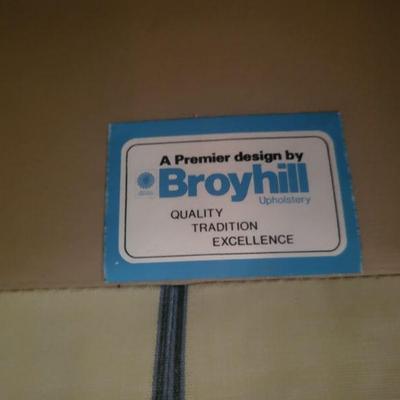 A Premier design by
Broyhill
Upholstery
QUALITY
TRADITION
EXCELLENCE